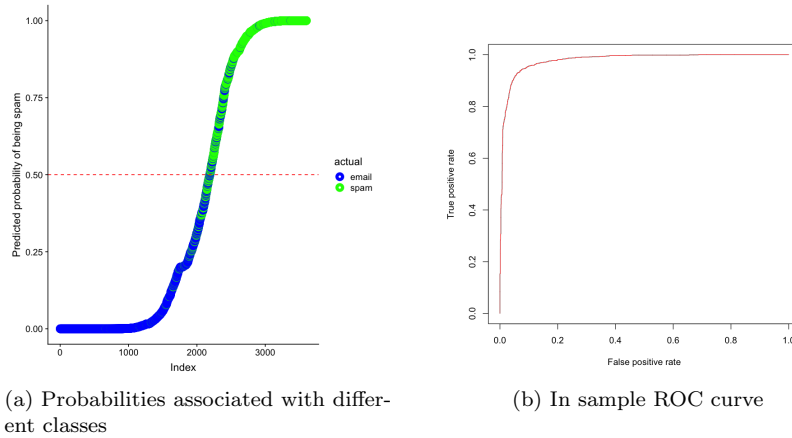 1.00
0.75
0.50
0.25
0.00
Predicted probability of being spam
0
1000
2000
3000
Index
actual
email
spam
(a) Probabilities associated with differ-
ent classes
1.0
0.8
0.6
0.4
0.2
0.0
True positive rate
0.0
0.2
0.4
0.6
0.8
1.0
False positive rate
(b) In sample ROC curve